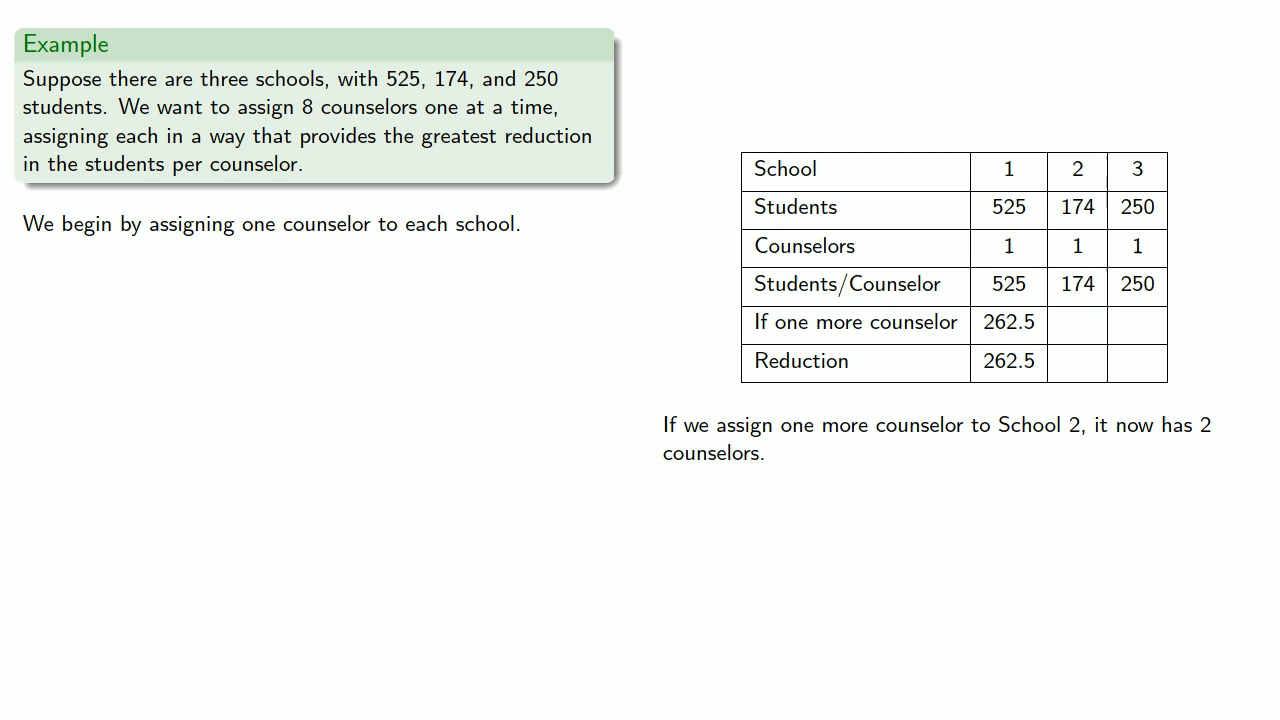 Example
Suppose there are three schools, with 525, 174, and 250
students. We want to assign 8 counselors one at a time,
assigning each in a way that provides the greatest reduction
in the students per counselor.
We begin by assigning one counselor to each school.
School 1 2 3
Students 525 174 250
Counselors 1 1 1
Students/Counselor 525 174 250
If one more counselor 262.5
Reduction 262.5
If we assign one more counselor to School 2, it now has 2
counselors.